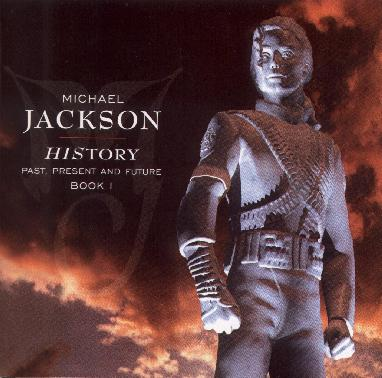 MICHAEL
JACKSON
HISTORY
PAST, PRESENT AND FUTURE
BOOK I